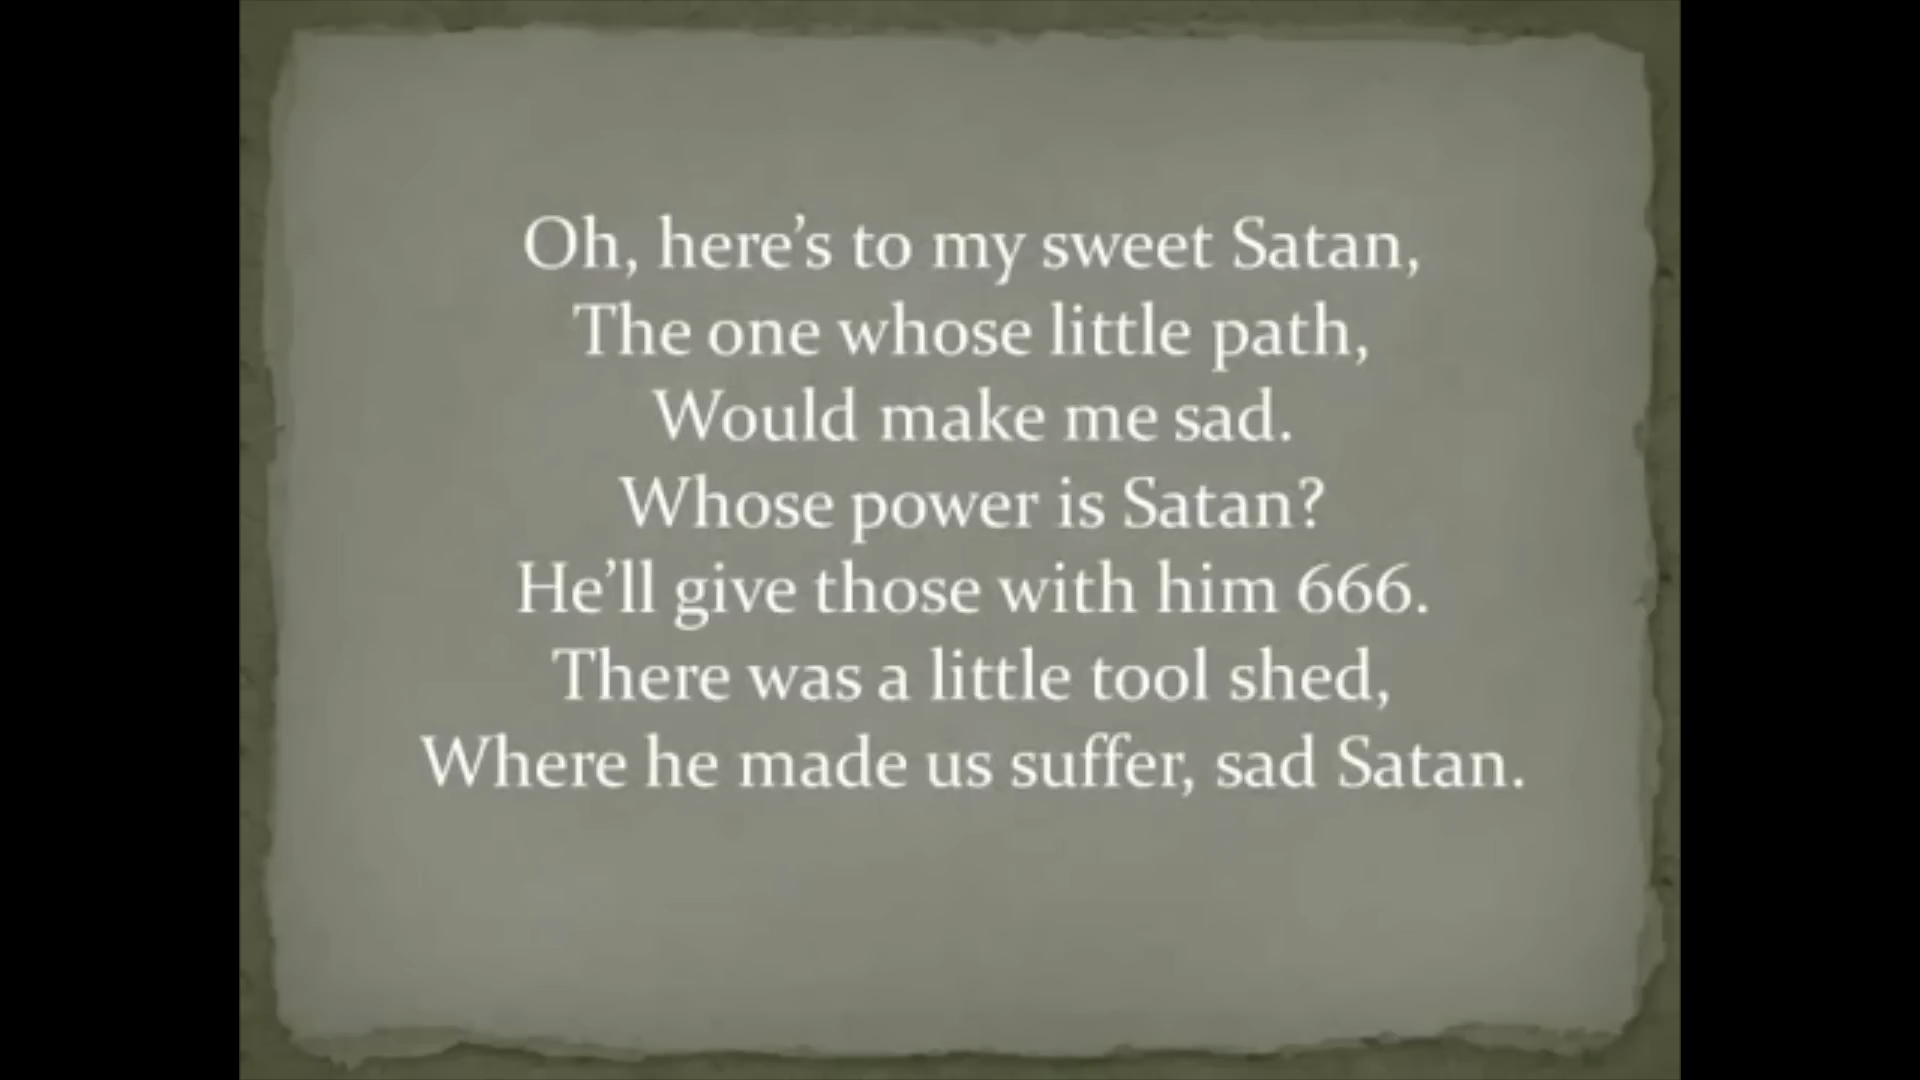 Oh, here's to my sweet Satan,
The one whose little path,
Would make me sad.
Whose power is Satan?
He'll give those with him 666.
There was a little tool shed,
Where he made us suffer, sad Satan.